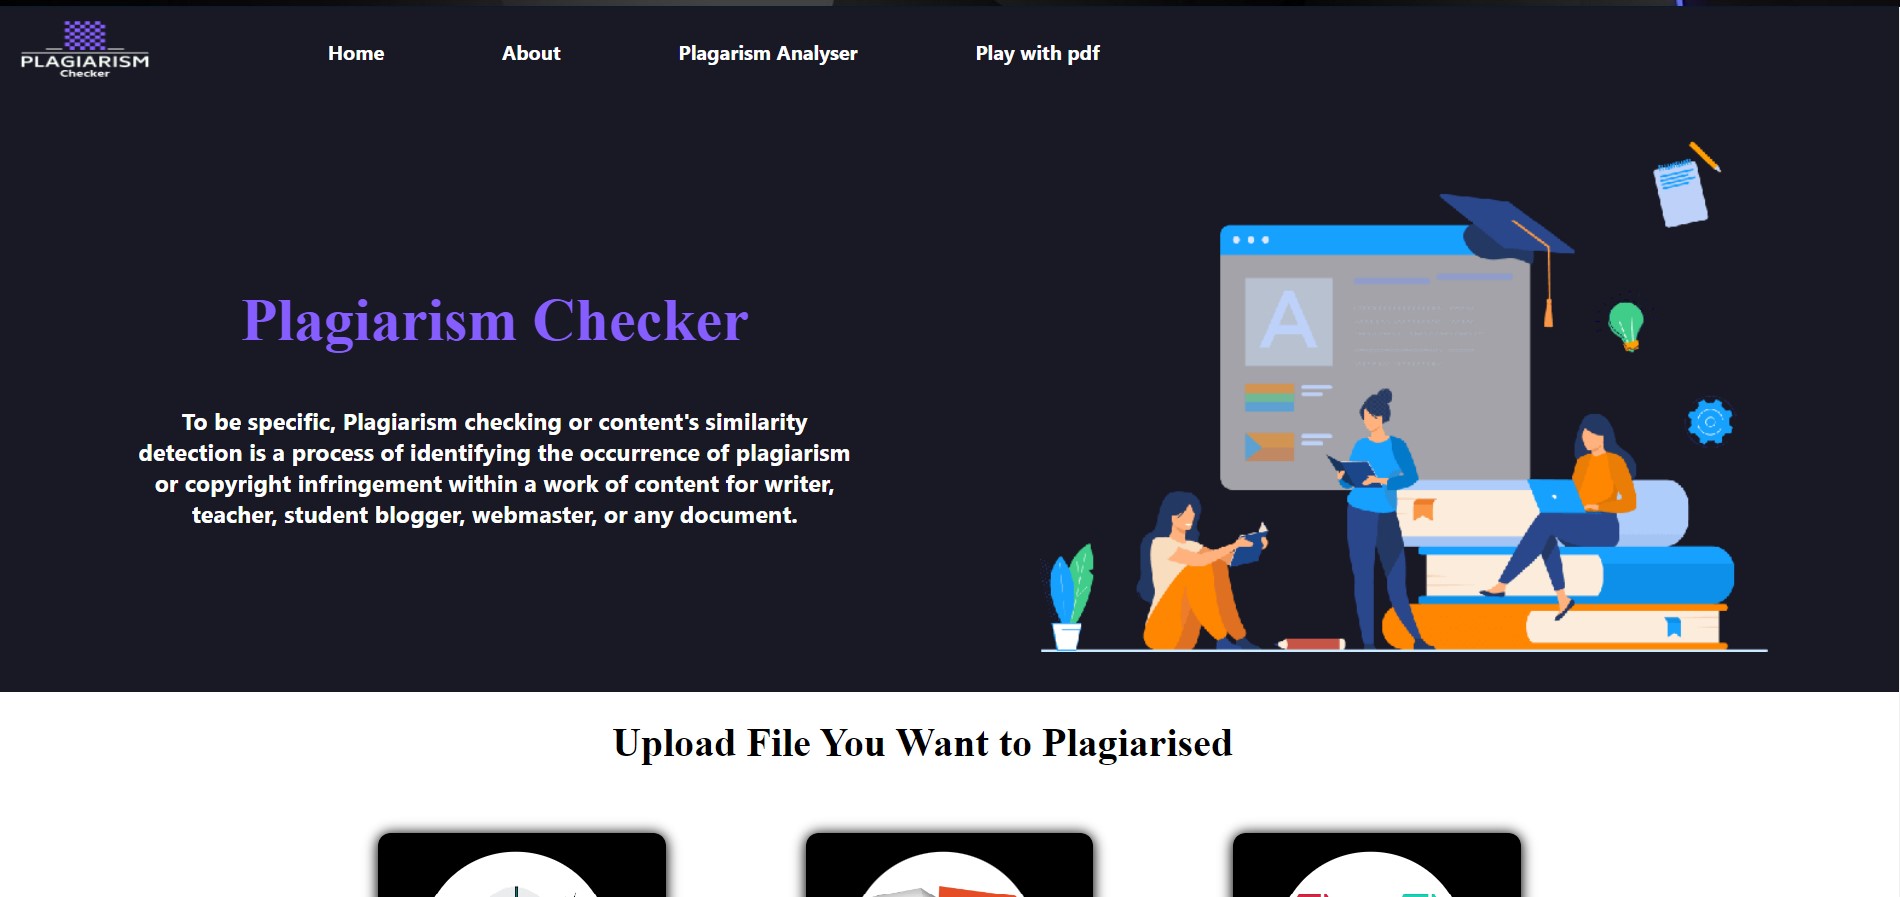 PLAGIARISM
Checker
Home
About
Plagarism Analyser
Play with pdf
Plagiarism Checker
To be specific, Plagiarism checking or content's similarity
detection is a process of identifying the occurrence of plagiarism
or copyright infringement within a work of content for writer,
teacher, student blogger, webmaster, or any document.
A
Upload File You Want to Plagiarised